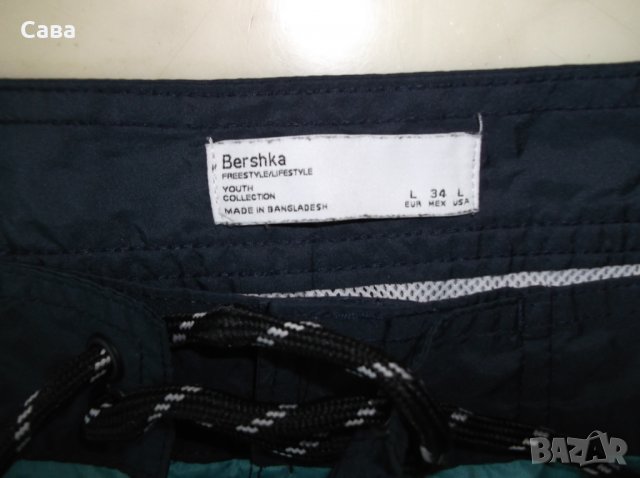 Сава
Bershka
FREESTYLE/LIFESTYLE
YOUTH
COLLECTION
MADE IN BANGLADESH
L 34 L
EUR MEX USA
BAZAR